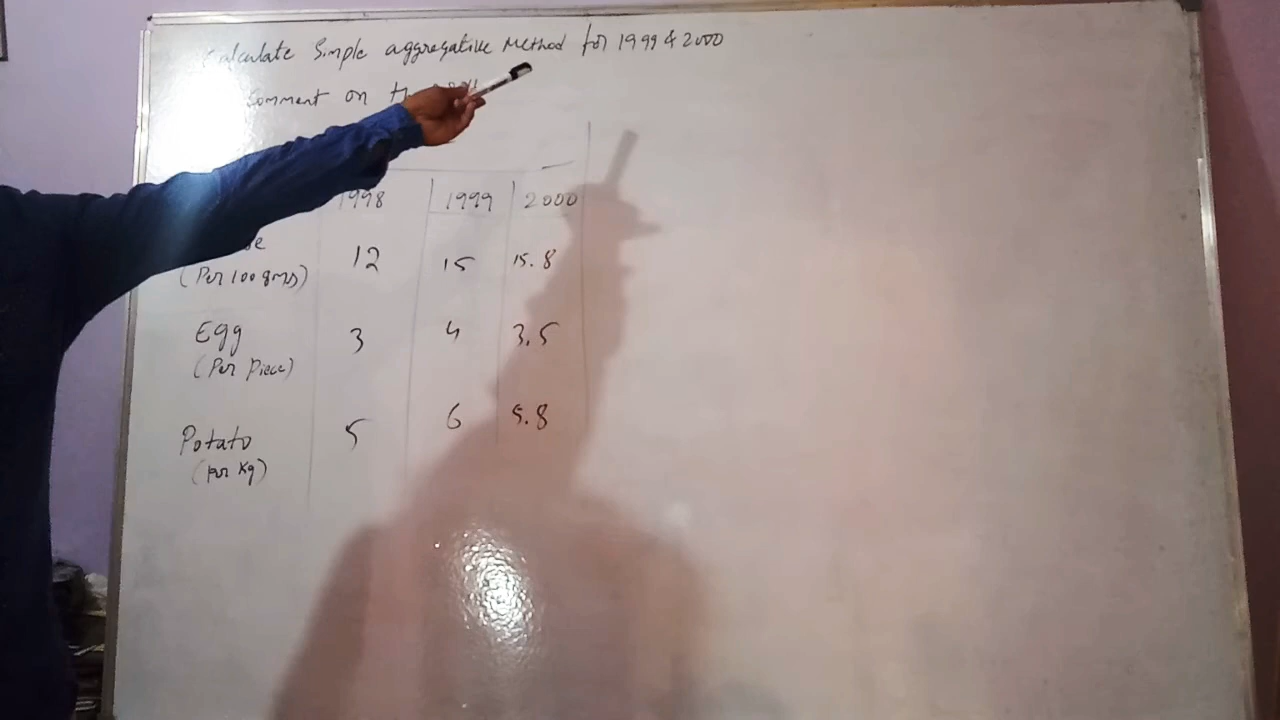 Calculate Simple aggregative Method for 1999 & 2000
Comment on
1998 1999 2000
(Per 100 gms) 12 15 15.8
Egg 3 4 3.5
(Per piece)
Potato 5 6 5.8
(per Kg)